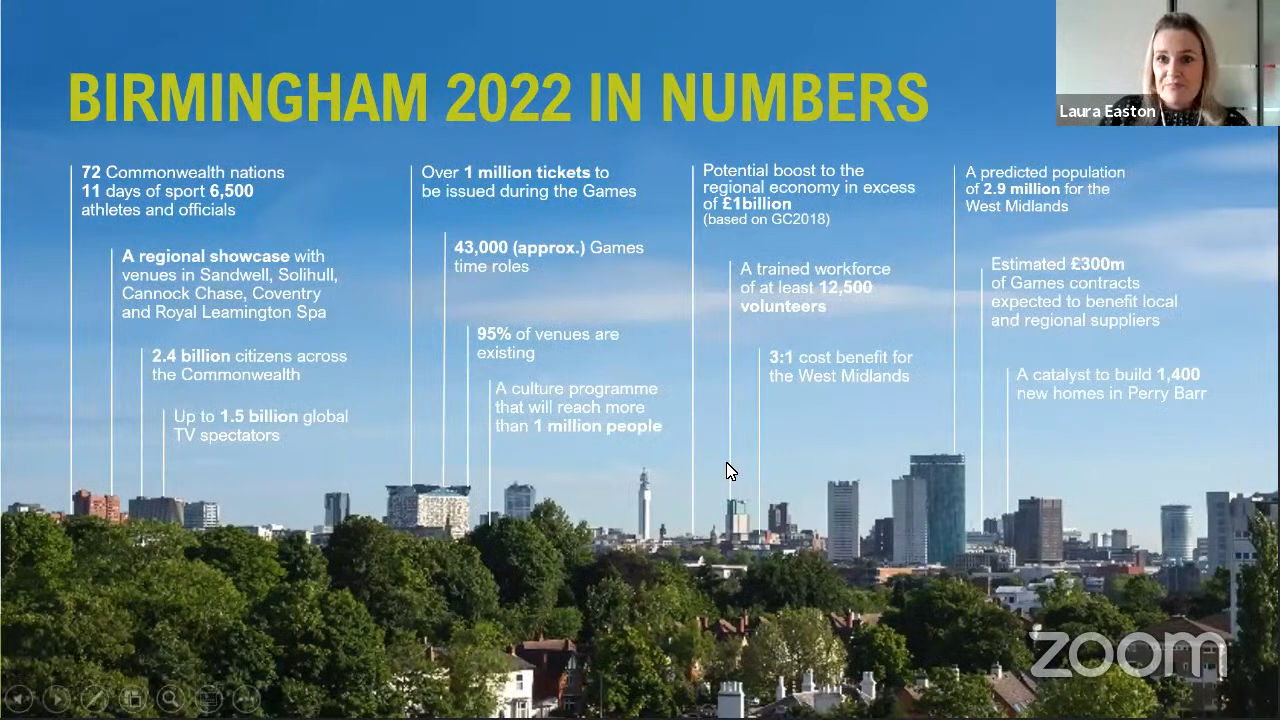 BIRMINGHAM 2022 IN NUMBERS
Laura Easton
72 Commonwealth nations
11 days of sport 6,500
athletes and officials
A regional showcase with
venues in Sandwell, Solihull,
Cannock Chase, Coventry
and Royal Leamington Spa
2.4 billion citizens across
the Commonwealth
Up to 1.5 billion global
TV spectators
Over 1 million tickets to
be issued during the Games
43,000 (approx.) Games
time roles
95% of venues are
existing
A culture programme
that will reach more
than 1 million people
Potential boost to the
regional economy in excess
of £1billion
(based on GC2018)
A trained workforce
of at least 12,500
volunteers
3:1 cost benefit for
the West Midlands
A predicted population
of 2.9 million for the
West Midlands
Estimated £300m
of Games contracts
expected to benefit local
and regional suppliers
A catalyst to build 1,400
new homes in Perry Barr
zoom